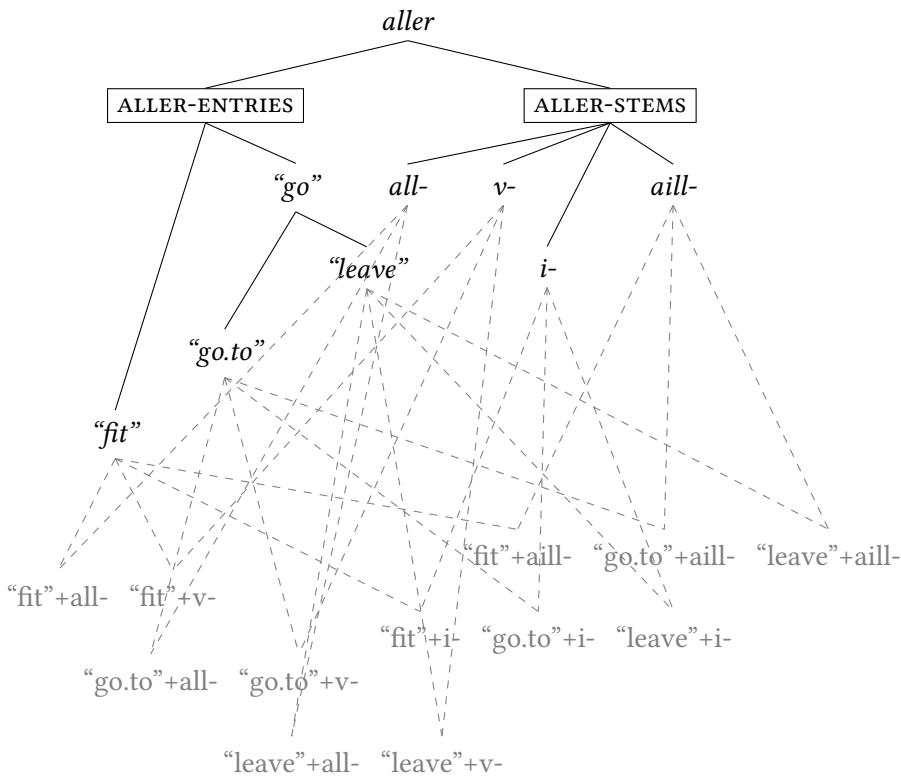 aller
ALLER-ENTRIES ALLER-STEMS
“go” all- v- aill-
“leave” i-
“go.to”
“fit”
“fit”+aill- “go.to”+aill- “leave”+aill-
“fit”+all- “fit”+v-
“fit”+i- “go.to”+i- “leave”+i-
“go.to”+all- “go.to”+v-
“leave”+all- “leave”+v-